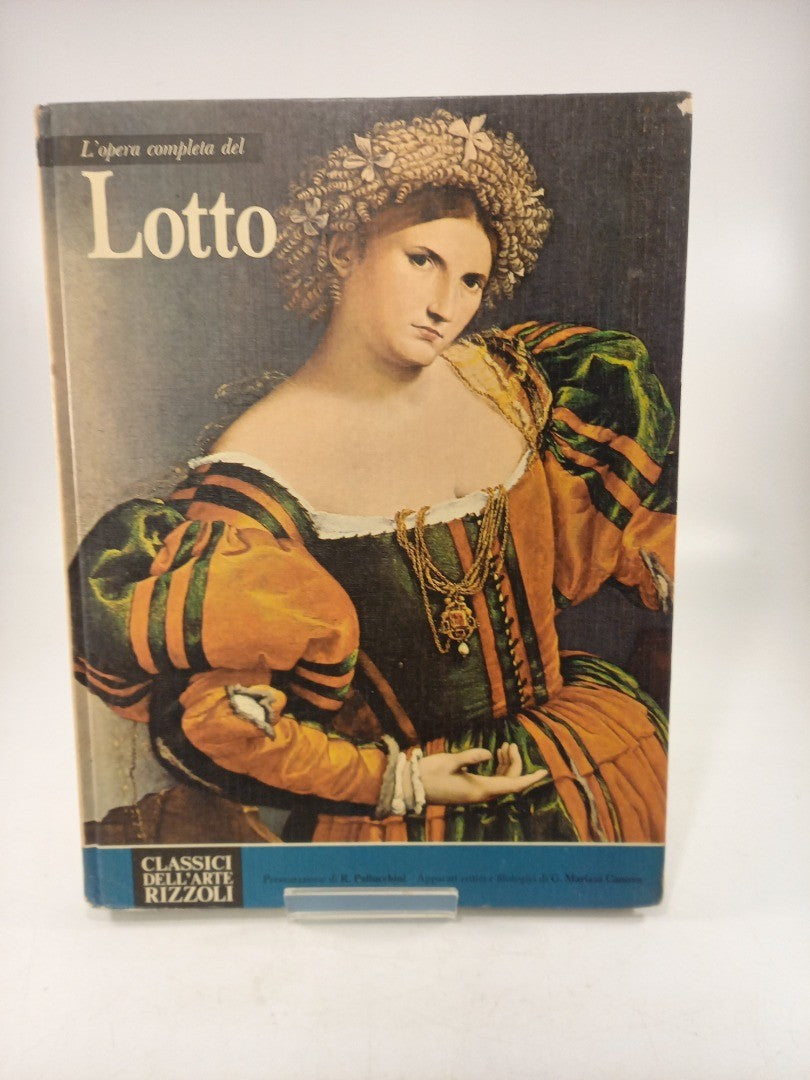 L'opera completa del
Lotto
CLASSICI
DELL'ARTE
RIZZOLI
Presentazione di R. Pallucchini Apparati critici e filologici di G. Mariani Canova